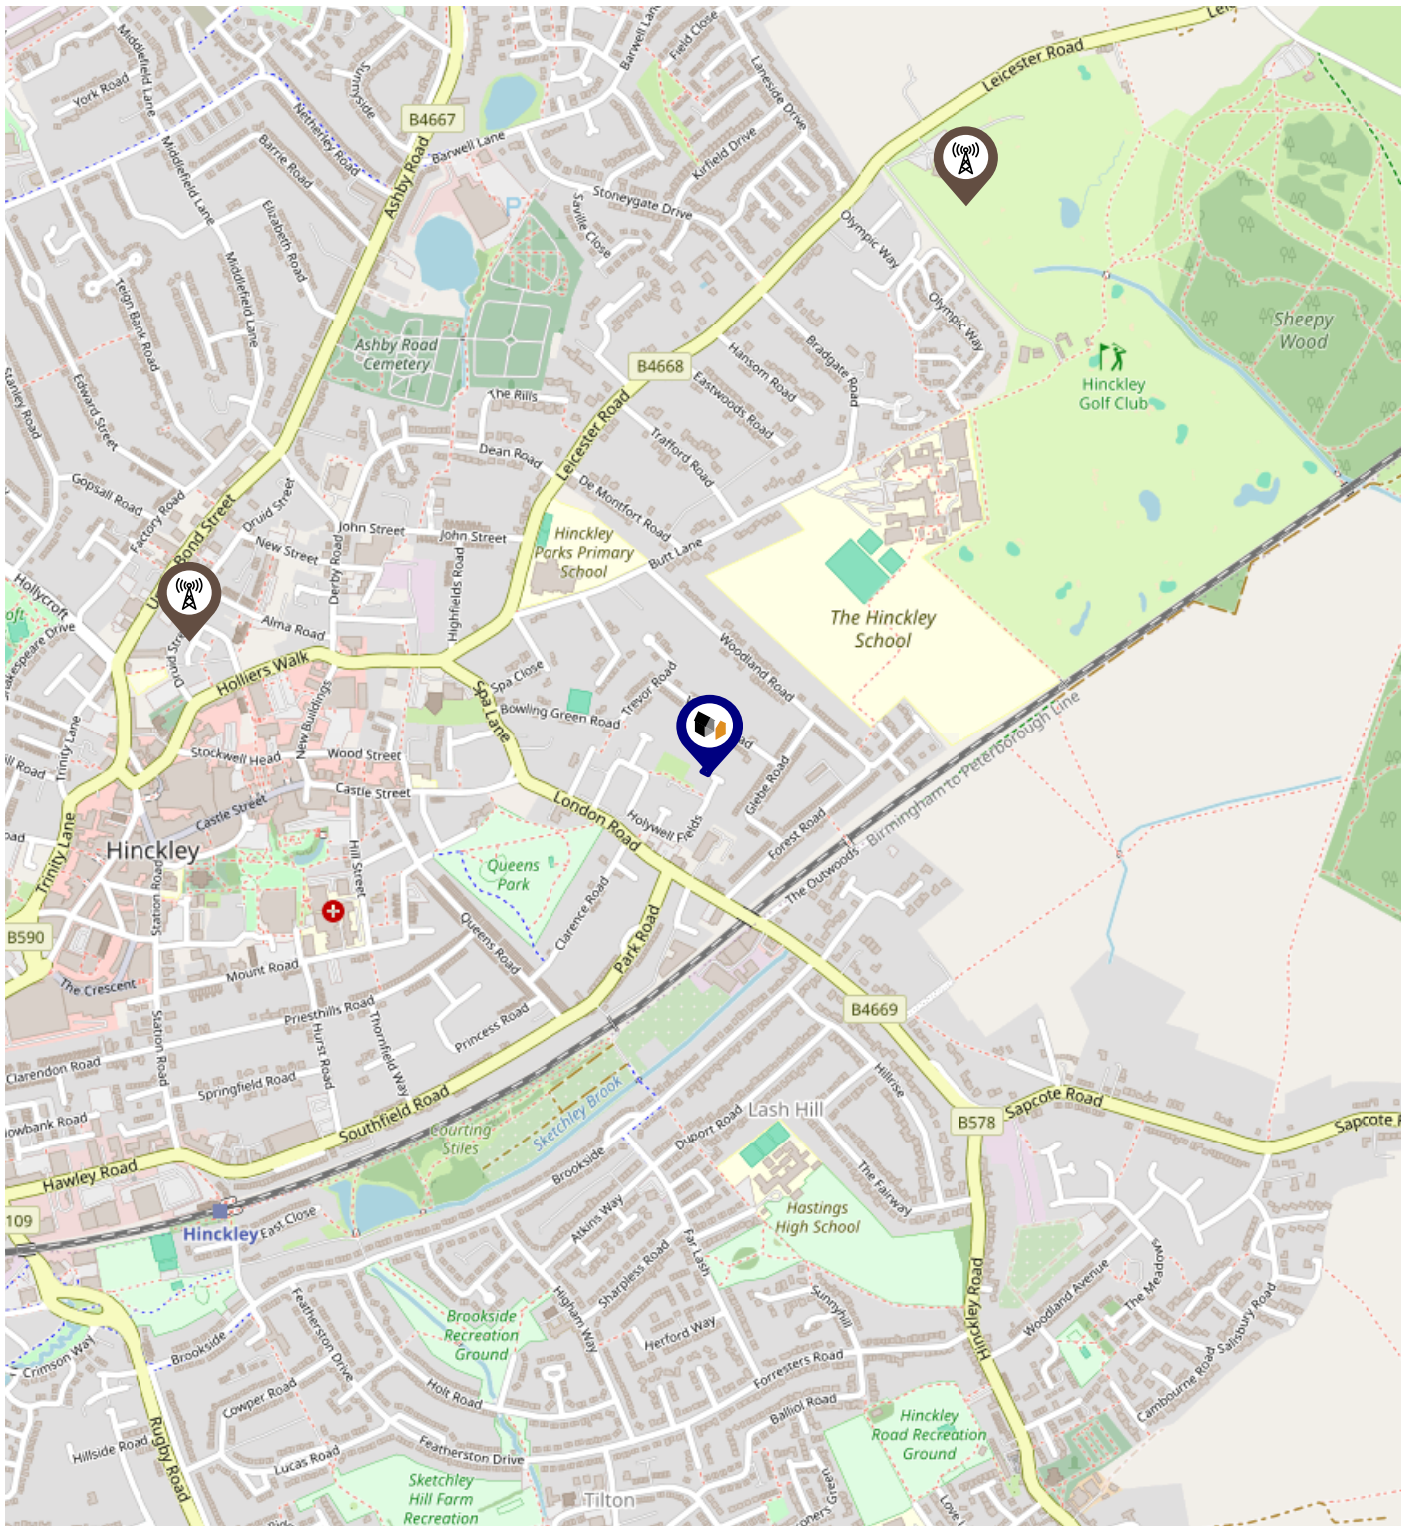 Middlefield Lane
York Road
Sunnyside
Netherley Road
Barrie Road
Middlefield Lane
B4667
Ashby Road
Barwell Lane
Barwell Lane
Field Close
Laneside Drive
Kirfield Drive
Stoneygate Drive
Saville Close
P
Leicester Road
Olympic Way
Olympic Way
Sheepy
Wood
Hinckley
Golf Club
Elizabeth Road
Middlefield Lane
Teign Bank Road
Edward Street
Stanley Road
Ashby Road
Cemetery
The Rills
B4668
Hansom Road
Bradgate Road
Eastwoods Road
Trafford Road
Leicester Road
Dean Road
De Montfort Road
Gopsall Road
Factory Road
Druid Street
Bond Street
New Street
John Street
John Street
Derby Road
Highfields Road
Hinckley
Parks Primary
School
Butt Lane
The Hinckley
School
Hollycroft
Alma Road
Holliers Walk
New Buildings
Spa Close
Spa Lane
Bowling Green Road
Trevor Road
Woodland Road
Trinity Lane
Stockwell Head
Wood Street
Castle Street
Castle Street
Glebe Road
Forest Road
Holywell Fields
London Road
Birmingham to Peterborough Line
The Outwoods
Hinckley
Trinity Lane
Station Road
Hill Street
Queens
Park
Clarence Road
Park Road
B590
Queens Road
Mount Road
The Crescent
Priesthills Road
Princess Road
B4669
Station Road
Hurst Road
Thornfield Way
Clarendon Road
Springfield Road
Southfield Road
Sketchley Brook
Courting
Stiles
Hillrise
Lash Hill
Duport Road
Sapcote Road
B578
Hawley Road
Brookside
The Fairway
Hastings
High School
109
Hinckley
East Close
Atkins Way
Sharpless Road
Far Lash
Higham Way
Herford Way
Sunnyhill
Hinckley Road
Woodland Avenue
The Meadows
Salisbury Road
Cambourne Road
Brookside
Recreation
Ground
Featherston Drive
Crimson Way
Brookside
Cowper Road
Holt Road
Forresters Road
Balliol Road
Hinckley
Road Recreation
Ground
Rugby Road
Hillside Road
Lucas Road
Featherston Drive
Sketchley
Hill Farm
Recreation
Tilton